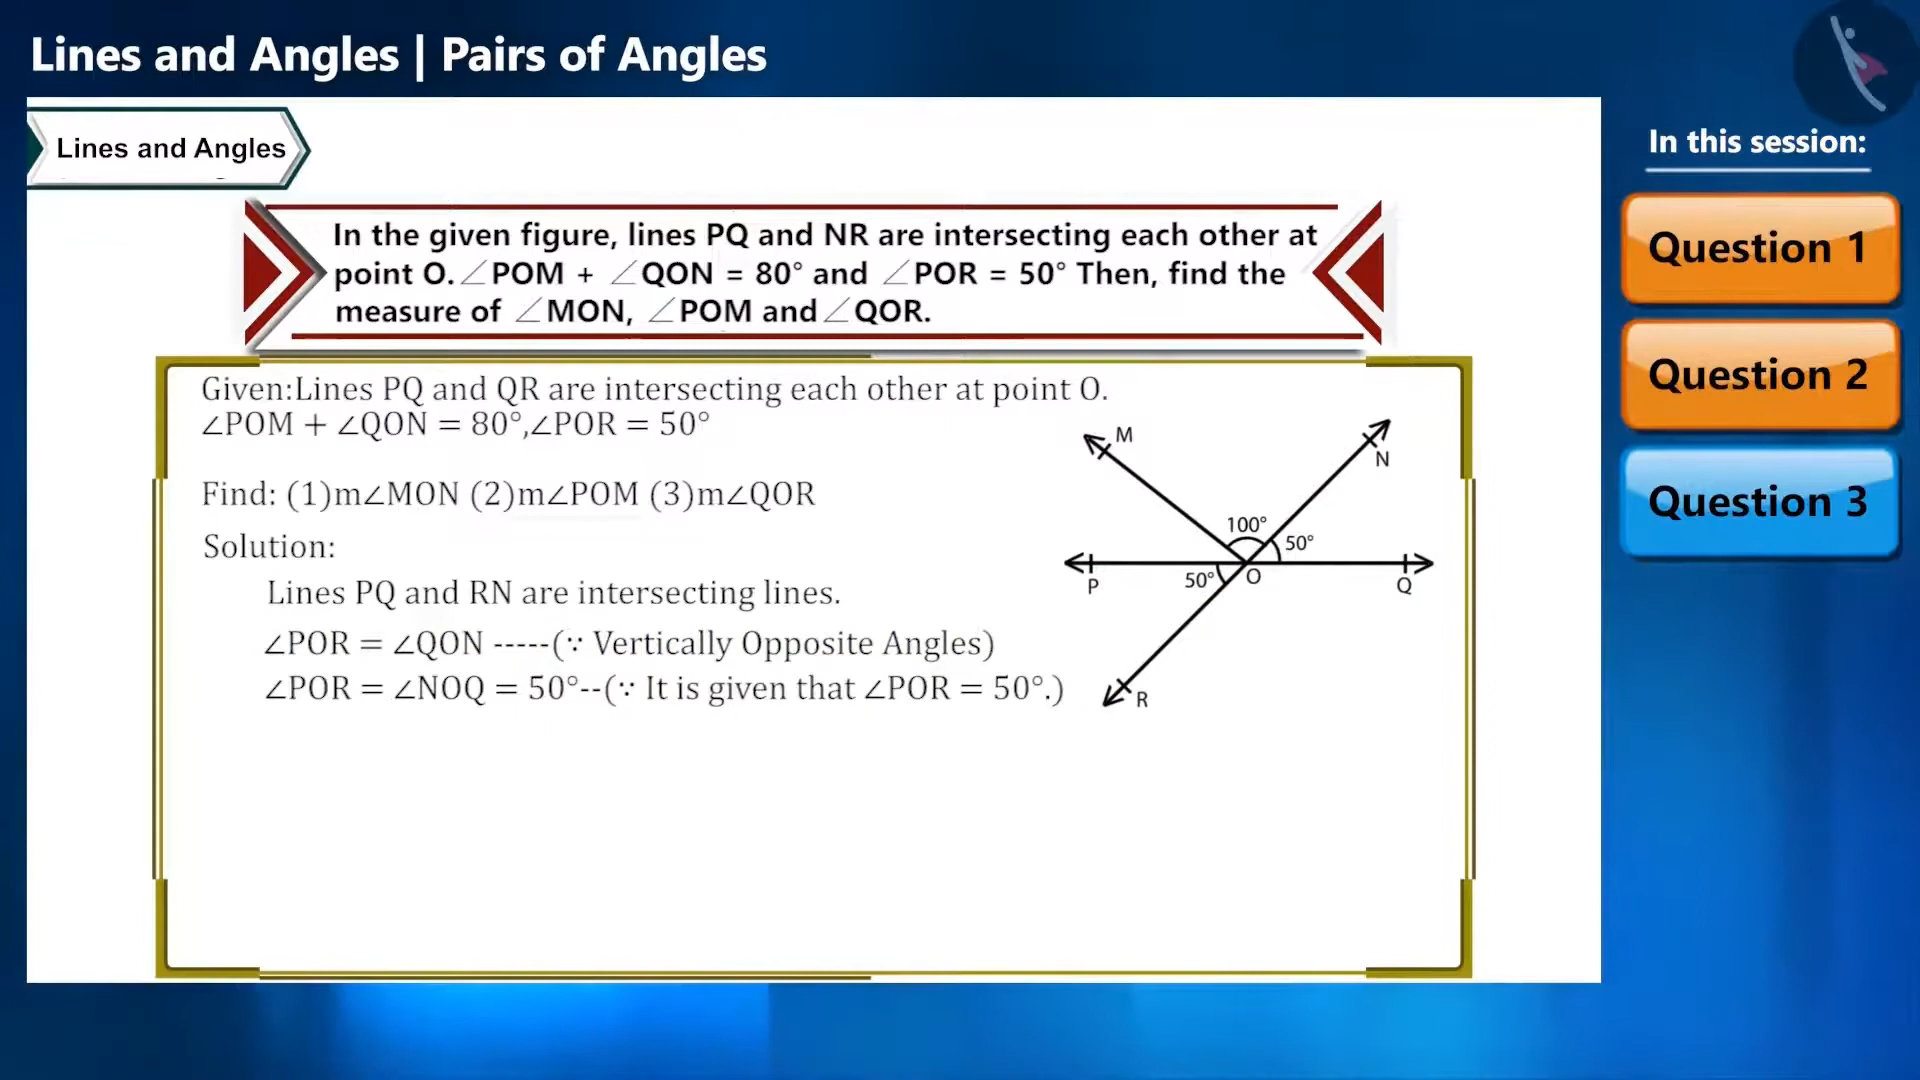 Lines and Angles | Pairs of Angles
In this session:
Lines and Angles
Question 1
Question 2
Question 3
In the given figure, lines PQ and NR are intersecting each other at
point O. ∠POM + ∠QON = 80° and ∠POR = 50° Then, find the
measure of ∠MON, ∠POM and ∠QOR.
Given:Lines PQ and QR are intersecting each other at point O.
∠POM + ∠QON = 80°,∠POR = 50°
Find: (1)m∠MON (2)m∠POM (3)m∠QOR
Solution:
Lines PQ and RN are intersecting lines.
∠POR = ∠QON -----(∵ Vertically Opposite Angles)
∠POR = ∠NOQ = 50°--(∵ It is given that ∠POR = 50°.)
M
N
100°
50°
P
50°
O
Q
R